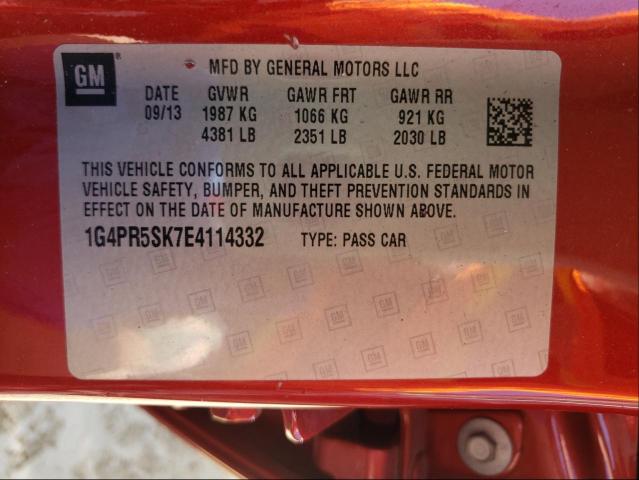 GM
MFD BY GENERAL MOTORS LLC
DATE GVWR GAWR FRT GAWR RR
09/13 1987 KG 1066 KG 921 KG
4381 LB 2351 LB 2030 LB
THIS VEHICLE CONFORMS TO ALL APPLICABLE U.S. FEDERAL MOTOR
VEHICLE SAFETY, BUMPER, AND THEFT PREVENTION STANDARDS IN
EFFECT ON THE DATE OF MANUFACTURE SHOWN ABOVE.
1G4PR5SK7E4114332 TYPE: PASS CAR